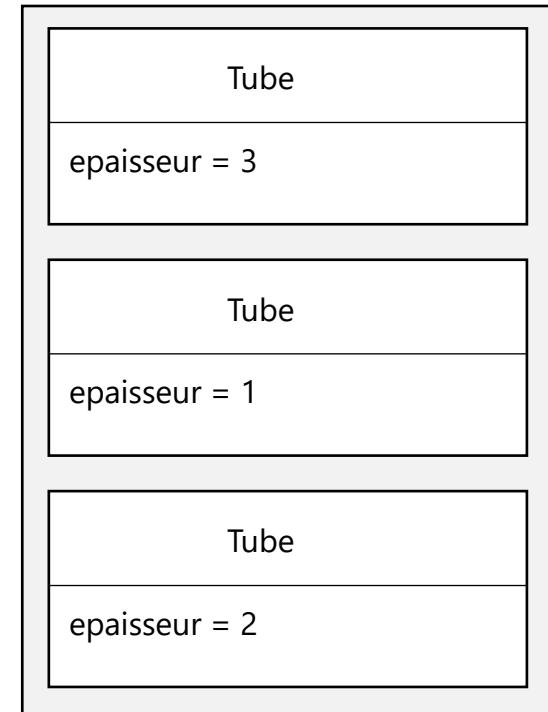 Tube
epaisseur = 3
Tube
epaisseur = 1
Tube
epaisseur = 2